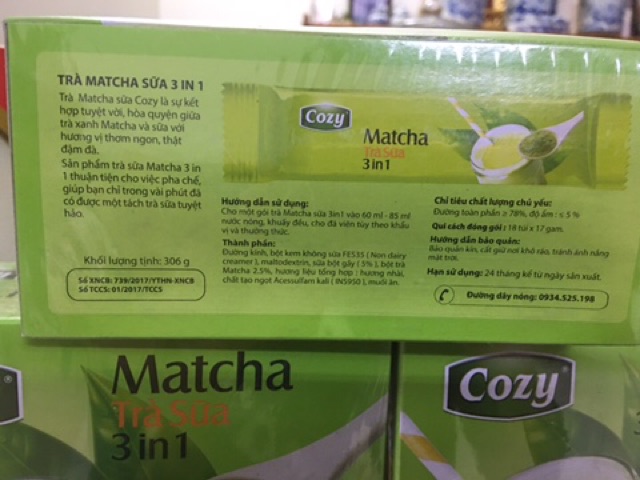 TRÀ MATCHA SỮA 3 IN 1
Trà Matcha sữa Cozy là sự kết
hợp tuyệt vời, hòa quyện giữa
trà xanh Matcha và sữa với
hương vị thơm ngon, thật
đậm đà.
Sản phẩm trà sữa Matcha 3 in
1 thuận tiện cho việc pha chế,
giúp bạn chỉ trong vài phút đã
có được một tách trà sữa tuyệt
hảo.
Khối lượng tịnh: 306 g
Số XNCB: 739/2017/YTHN-XNCB
Số TCCS: 01/2017/TCCS
Cozy
Matcha
Trà Sữa
3 in 1
Hướng dẫn sử dụng:
Cho một gói trà Matcha sữa 3in1 vào 60 ml - 85 ml
nước nóng, khuấy đều, cho đá viên tùy theo khẩu
vị và thưởng thức.
Thành phần:
Đường kính, bột kem không sữa FE535 ( Non dairy
creamer ), maltodextrin, sữa bột gầy ( 5% ), bột trà
Matcha 2.5%, hương liệu tổng hợp : hương nhài,
chất tạo ngọt Acessulfam kali ( INS950 ), muối ăn.
Chỉ tiêu chất lượng chủ yếu:
Đường toàn phần ≥ 78%, độ ẩm : ≤ 5 %
Qui cách đóng gói : 18 túi x 17 gam.
Hướng dẫn bảo quản:
Bảo quản kín, cất giữ nơi khô ráo, tránh ánh nắng
mặt trời.
Hạn sử dụng: 24 tháng kể từ ngày sản xuất.
Đường dây nóng: 0934.525.198
Matcha
Trà Sữa
3 in 1
Cozy